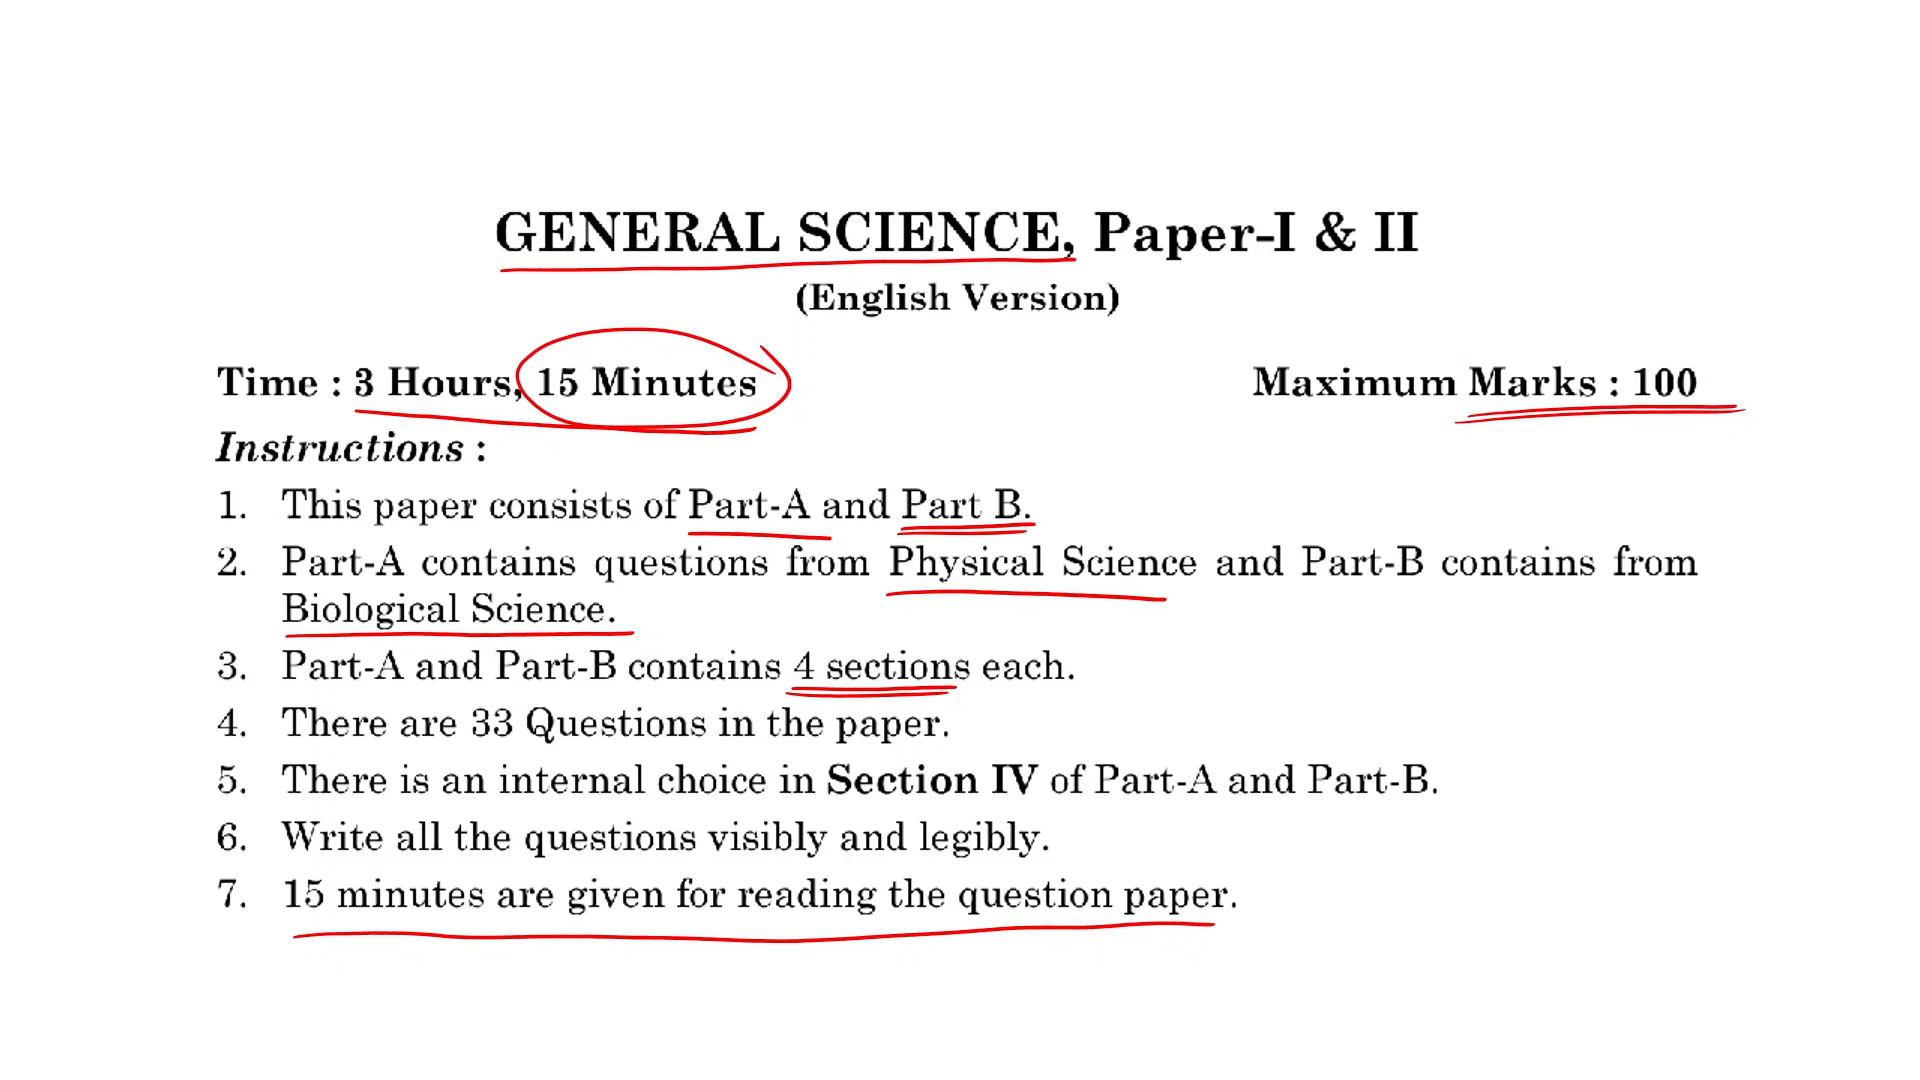 GENERAL SCIENCE, Paper-I & II
(English Version)
Time : 3 Hours, 15 Minutes Maximum Marks : 100
Instructions :
1. This paper consists of Part-A and Part B.
2. Part-A contains questions from Physical Science and Part-B contains from
Biological Science.
3. Part-A and Part-B contains 4 sections each.
4. There are 33 Questions in the paper.
5. There is an internal choice in Section IV of Part-A and Part-B.
6. Write all the questions visibly and legibly.
7. 15 minutes are given for reading the question paper.